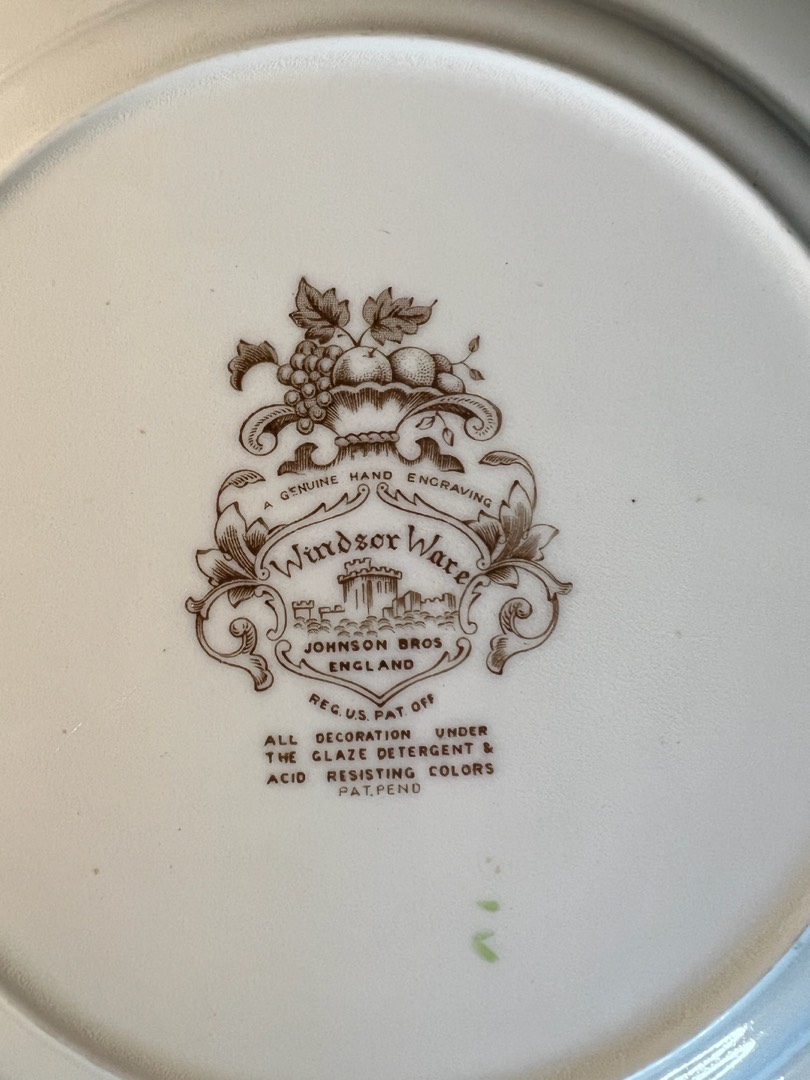 A GENUINE HAND ENGRAVING
Windsor Ware
JOHNSON BROS
ENGLAND
REG. U.S. PAT. OFF
ALL DECORATION UNDER
THE GLAZE DETERGENT &
ACID RESISTING COLORS
PAT. PEND